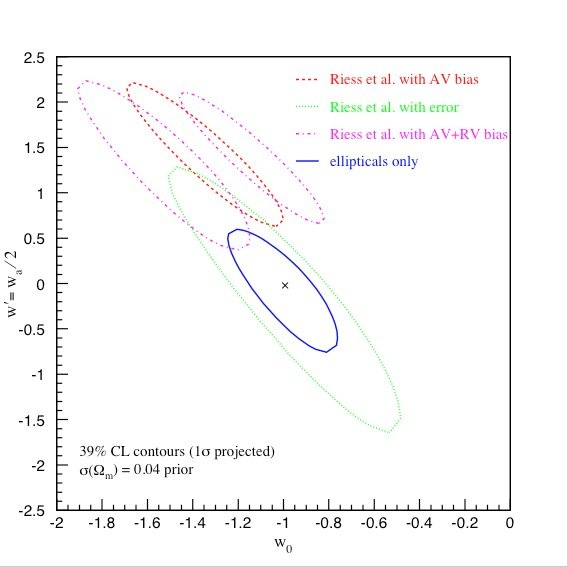 2.5
2
1.5
1
0.5
0
-0.5
-1
-1.5
-2
-2.5
w′= wa/2
Riess et al. with AV bias
Riess et al. with error
Riess et al. with AV+RV bias
ellipticals only
39% CL contours (1σ projected)
σ(Ωm) = 0.04 prior
-2 -1.8 -1.6 -1.4 -1.2 -1 -0.8 -0.6 -0.4 -0.2 0
w0